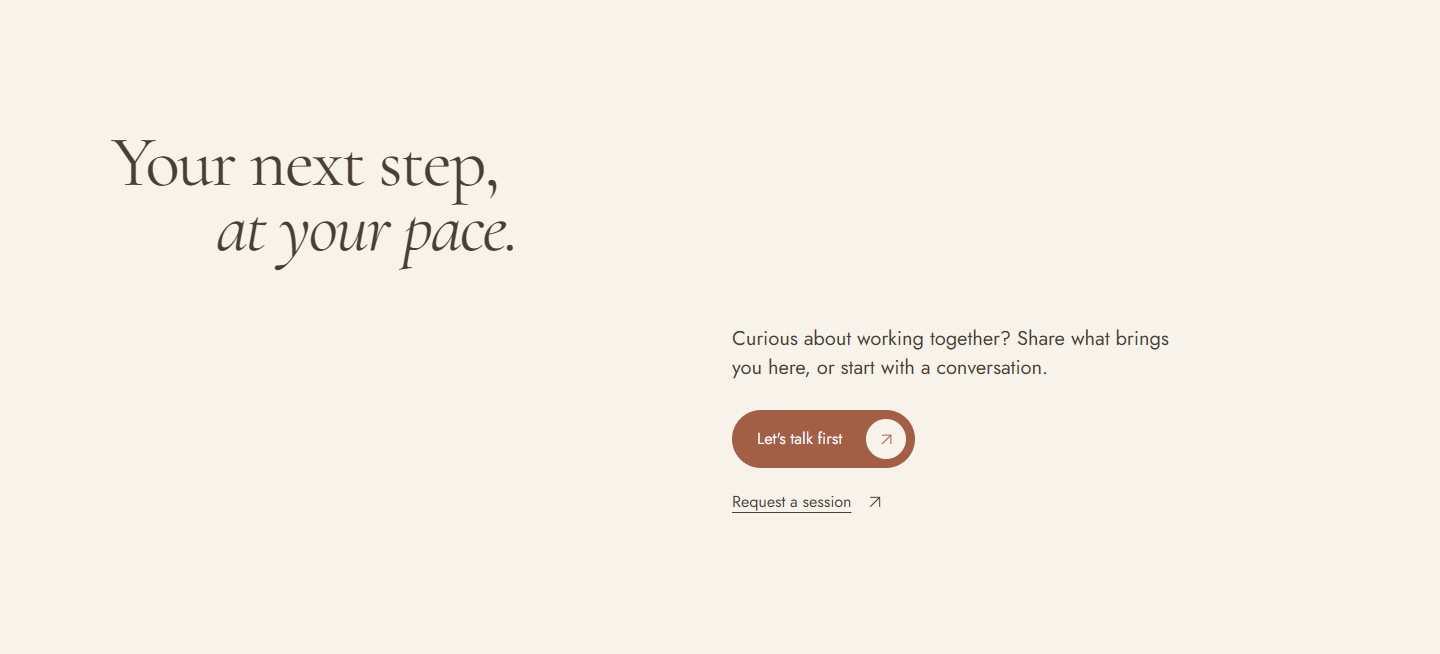 Your next step,
at your pace.
Curious about working together? Share what brings
you here, or start with a conversation.
Let's talk first
Request a session